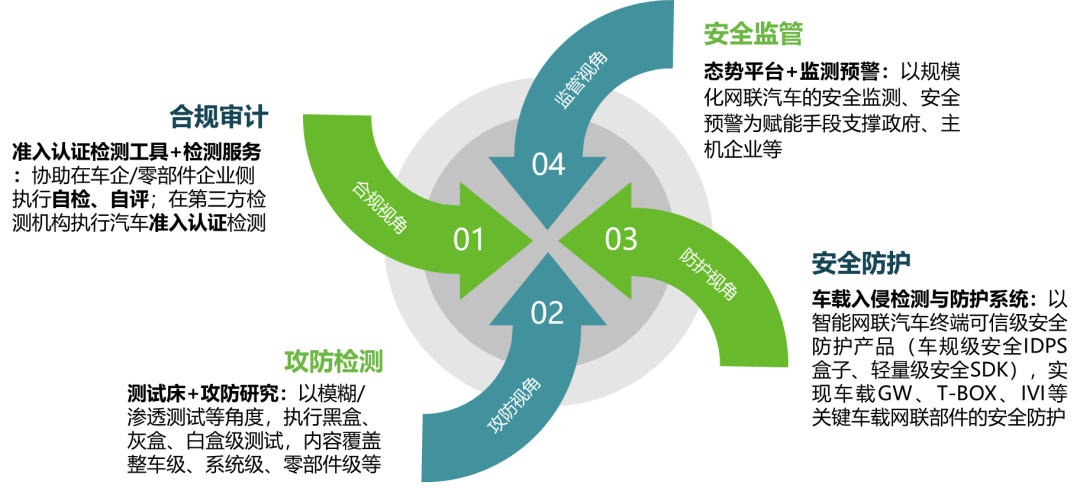 合规审计
准入认证检测工具+检测服务
：协助在车企/零部件企业侧
执行自检、自评；在第三方检
测机构执行汽车准入认证检测
合规视角
01
攻防检测
测试床+攻防研究：以模糊/
渗透测试等角度，执行黑盒、
灰盒、白盒级测试，内容覆盖
整车级、系统级、零部件级等
攻防视角
02
安全防护
车载入侵检测与防护系统：以
智能网联汽车终端可信级安全
防护产品（车规级安全IDPS
盒子、轻量级安全SDK），实
现车载GW、T-BOX、IVI等
关键车载网联部件的安全防护
防护视角
03
安全监管
态势平台+监测预警：以规模
化网联汽车的安全监测、安全
预警为赋能手段支撑政府、主
机企业等
监管视角
04